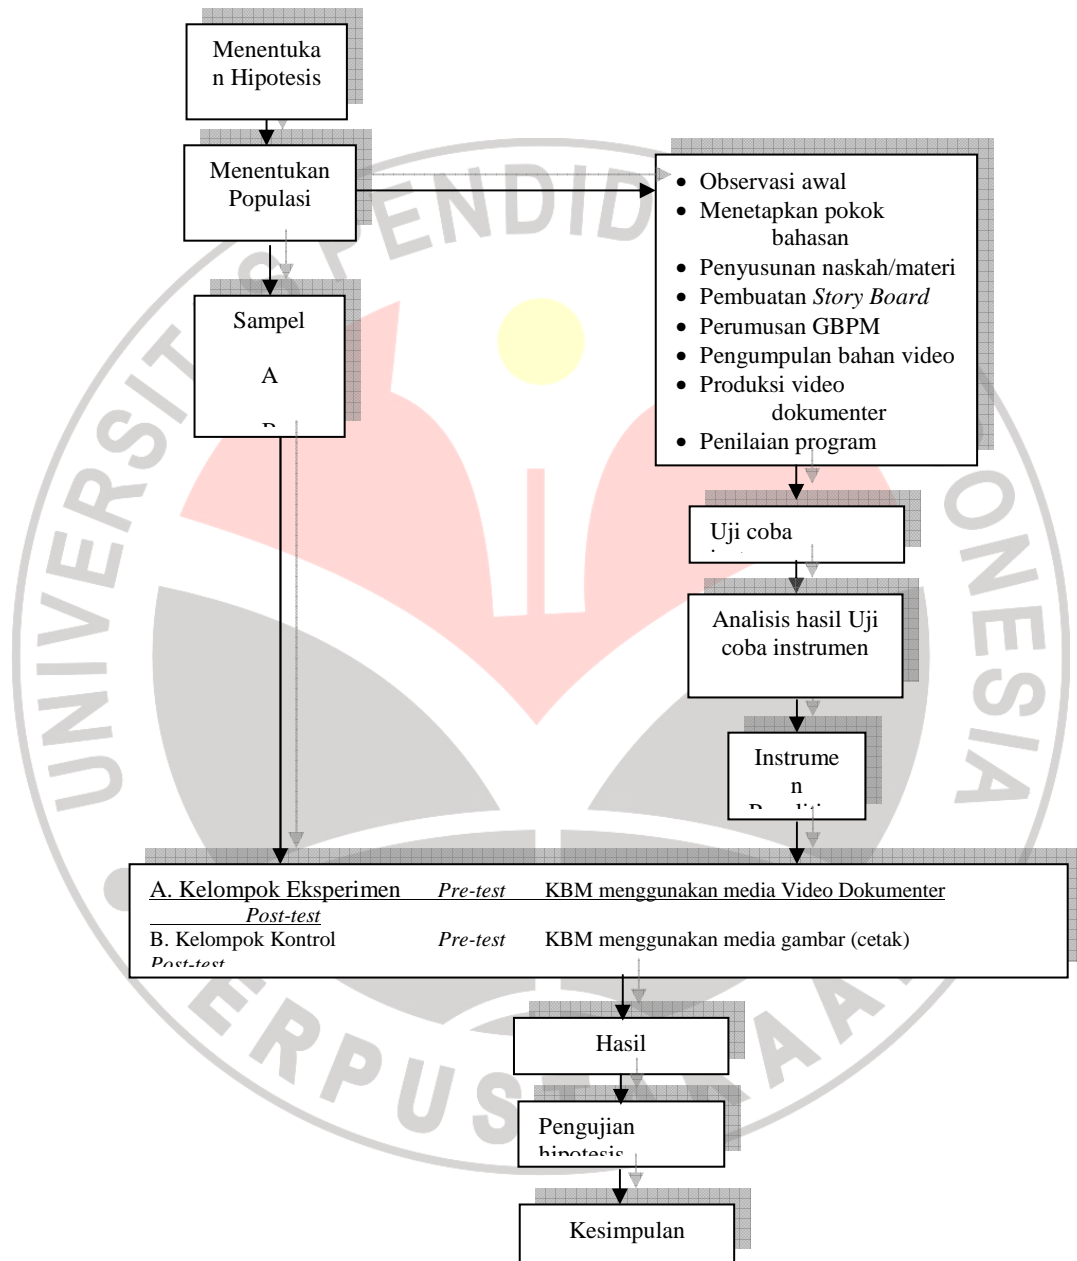 Menentuka
n Hipotesis
Menentukan
Populasi
Sampel
A
• Observasi awal
• Menetapkan pokok
bahasan
• Penyusunan naskah/materi
• Pembuatan Story Board
• Perumusan GBPM
• Pengumpulan bahan video
• Produksi video
dokumenter
• Penilaian program
Uji coba
Analisis hasil Uji
coba instrumen
Instrume
n
A. Kelompok Eksperimen Pre-test KBM menggunakan media Video Dokumenter
Post-test
B. Kelompok Kontrol Pre-test KBM menggunakan media gambar (cetak)
Post-test
Hasil
Pengujian
hipotesis
Kesimpulan